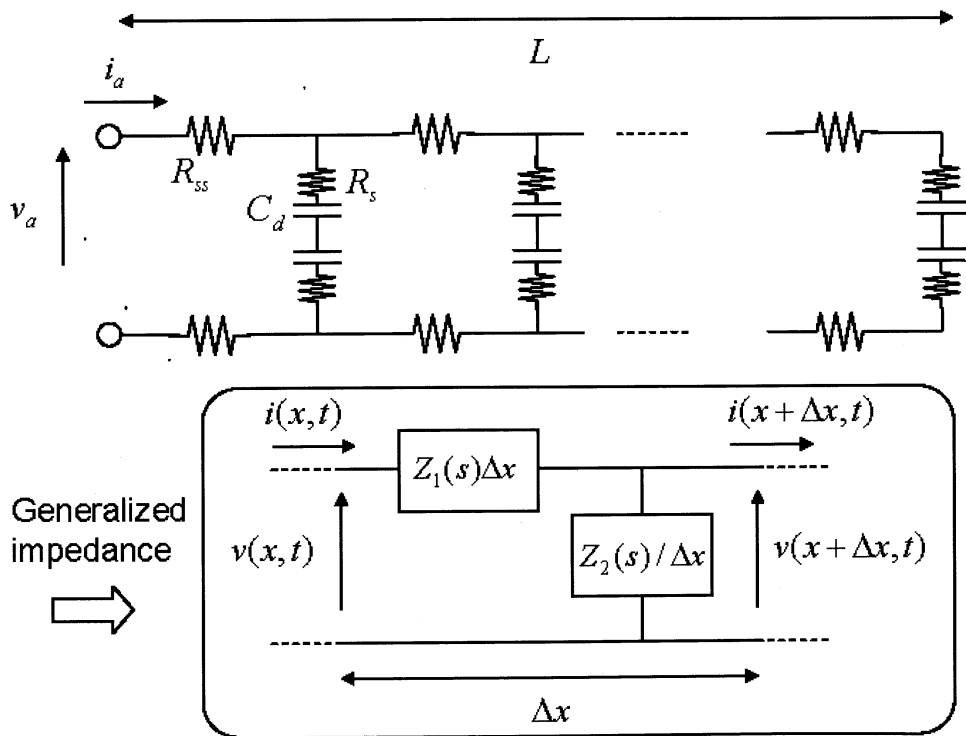 L
i_a
R_ss
R_s
C_d
v_a
i(x,t)
i(x+Δx,t)
Z_1(s)Δx
Generalized
impedance
v(x,t)
Z_2(s)/Δx
v(x+Δx,t)
Δx